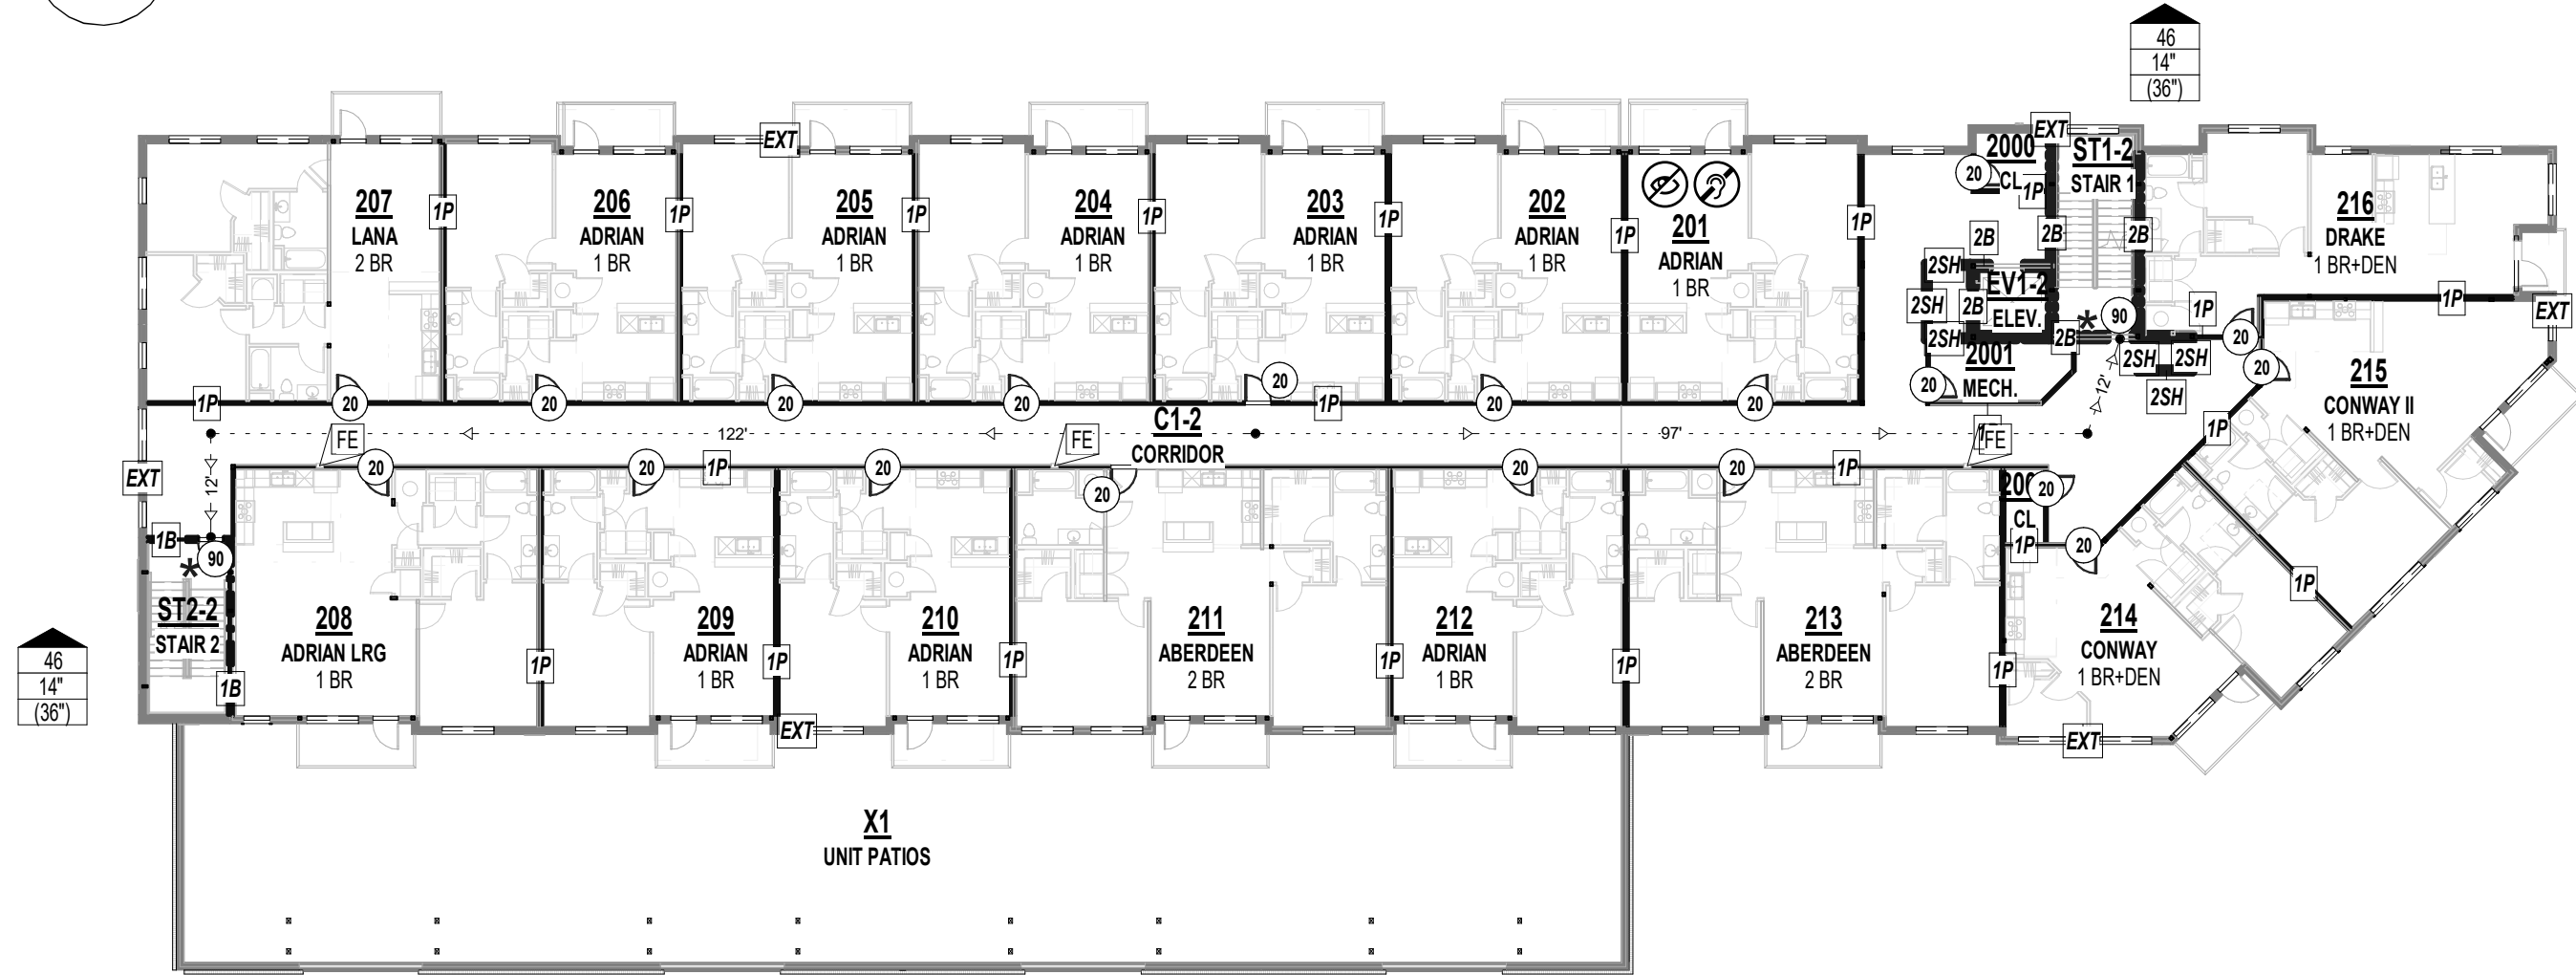 46
14"
(36")
EXT
EXT
2000
CL
1P
ST1-2
STAIR 1
20
207
LANA
2 BR
1P
206
ADRIAN
1 BR
1P
205
ADRIAN
1 BR
1P
204
ADRIAN
1 BR
1P
203
ADRIAN
1 BR
1P
202
ADRIAN
1 BR
1P
201
ADRIAN
1 BR
1P
2B
2B
2B
216
DRAKE
1 BR+DEN
2SH
EV1-2
ELEV.
2SH
2B
2SH
*
90
1P
1P
EXT
20
20
2B
2SH
2SH
2SH
2001
MECH.
20
12'
215
CONWAY II
1 BR+DEN
1P
1P
20
20
20
20
20
1P
20
20
122'
C1-2
CORRIDOR
97'
FE
FE
FE
EXT
12'
20
20
1P
20
20
20
20
1P
20
CL
1P
20
1B
*
90
ST2-2
STAIR 2
1B
208
ADRIAN LRG
1 BR
1P
209
ADRIAN
1 BR
1P
210
ADRIAN
1 BR
1P
211
ABERDEEN
2 BR
1P
212
ADRIAN
1 BR
1P
213
ABERDEEN
2 BR
1P
214
CONWAY
1 BR+DEN
1P
46
14"
(36")
EXT
EXT
X1
UNIT PATIOS